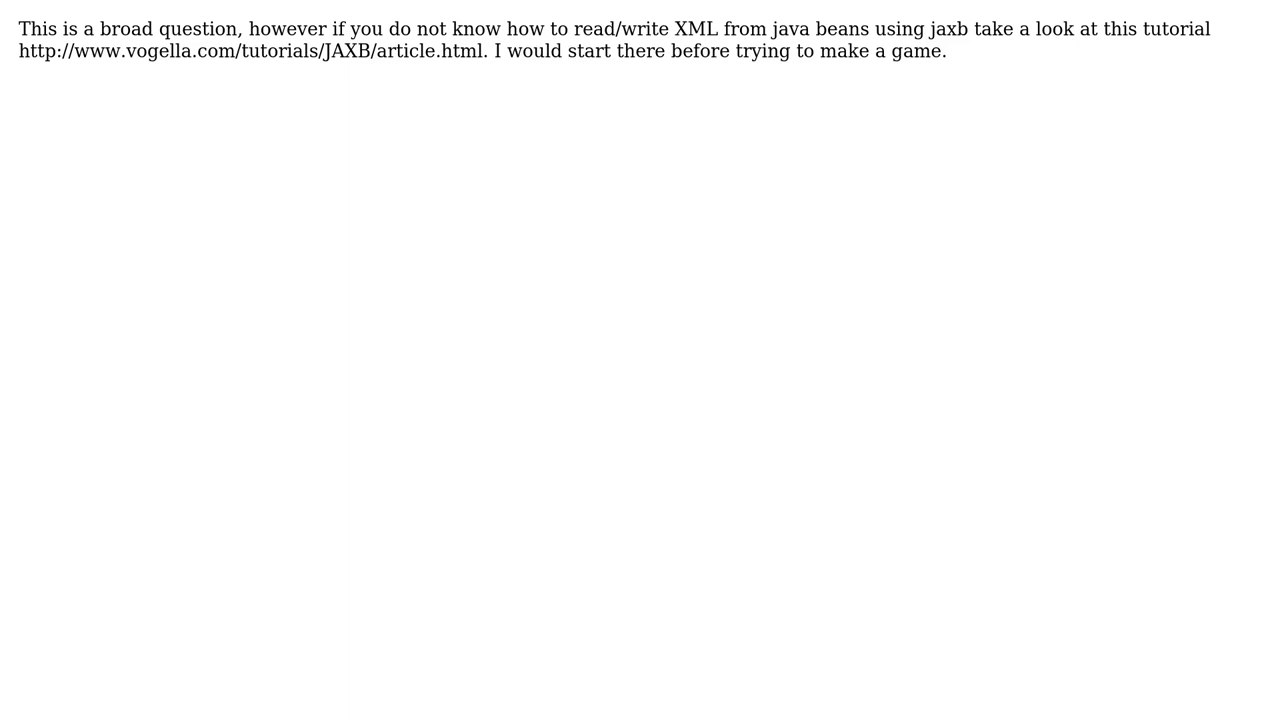 This is a broad question, however if you do not know how to read/write XML from java beans using jaxb take a look at this tutorial
http://www.vogella.com/tutorials/JAXB/article.html. I would start there before trying to make a game.